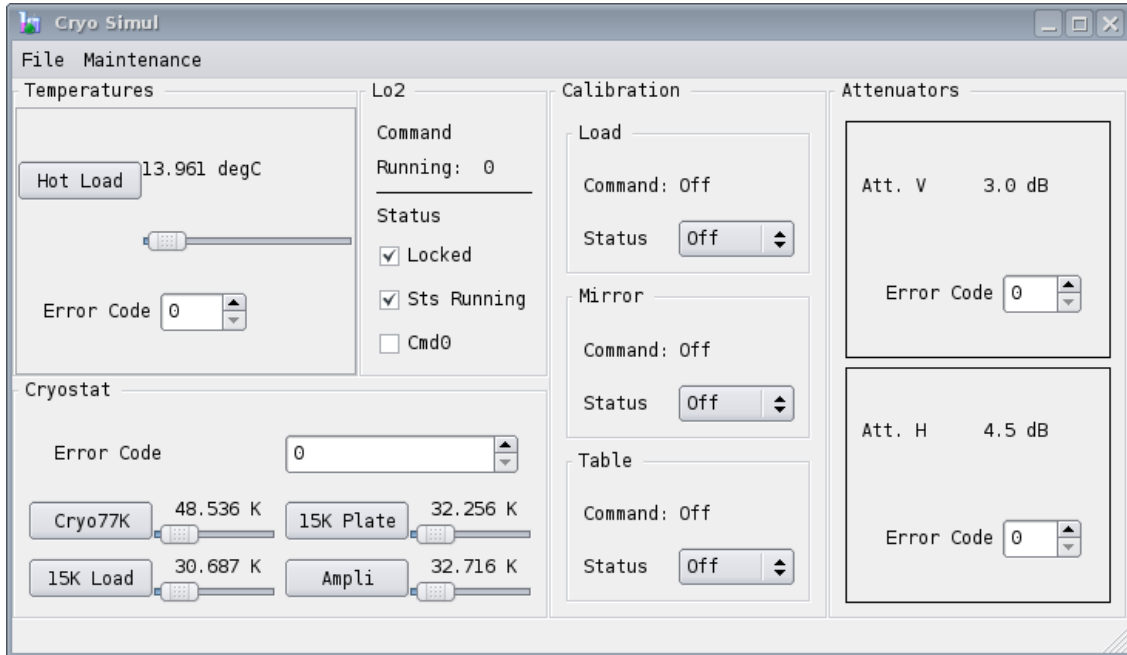 Cryo Simul
File Maintenance
Temperatures
Hot Load
13.961 degC
Error Code 0
Lo2
Command
Running: 0
Status
Locked
Sts Running
Cmd0
Calibration
Load
Command: Off
Status Off
Mirror
Command: Off
Status Off
Table
Command: Off
Status Off
Attenuators
Att. V 3.0 dB
Error Code 0
Att. H 4.5 dB
Error Code 0
Cryostat
Error Code 0
Cryo77K 48.536 K 15K Plate 32.256 K
15K Load 30.687 K Ampli 32.716 K